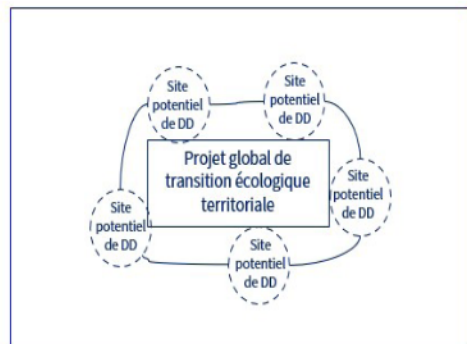 Site
potentiel
de DD
Site
potentiel
de DD
Projet global de
transition écologique
territoriale
Site
potentiel
de DD
Site
potentiel
de DD
Site
potentiel
de DD